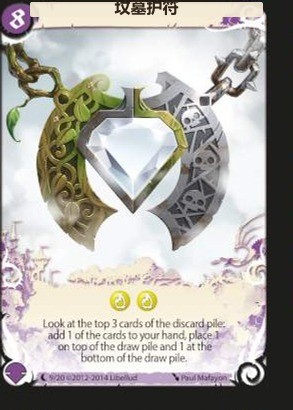 坟墓护符
8
Look at the top 3 cards of the discard pile:
add 1 of the cards to your hand, place 1
on top of the draw pile and 1 at the
bottom of the draw pile.
9/20 ©2012-2014 Libellud Paul Mafayon